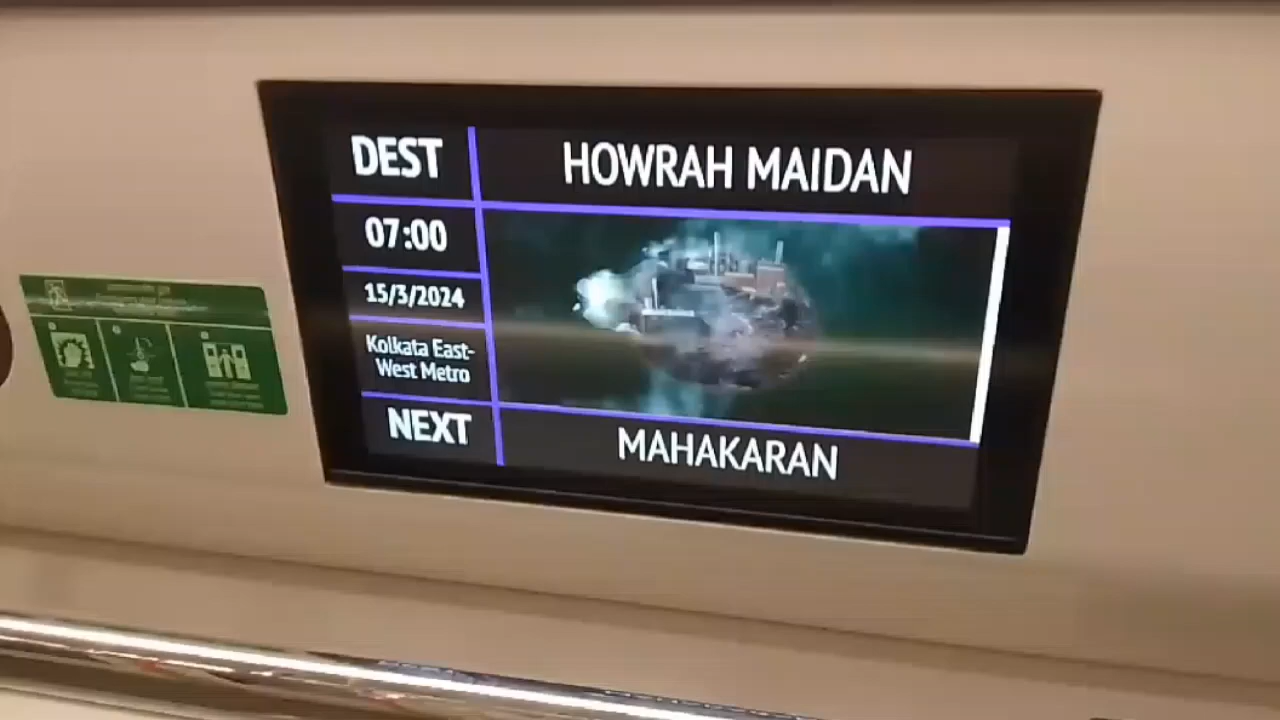 DEST
HOWRAH MAIDAN
07:00
15/3/2024
Kolkata East-
West Metro
NEXT
MAHAKARAN